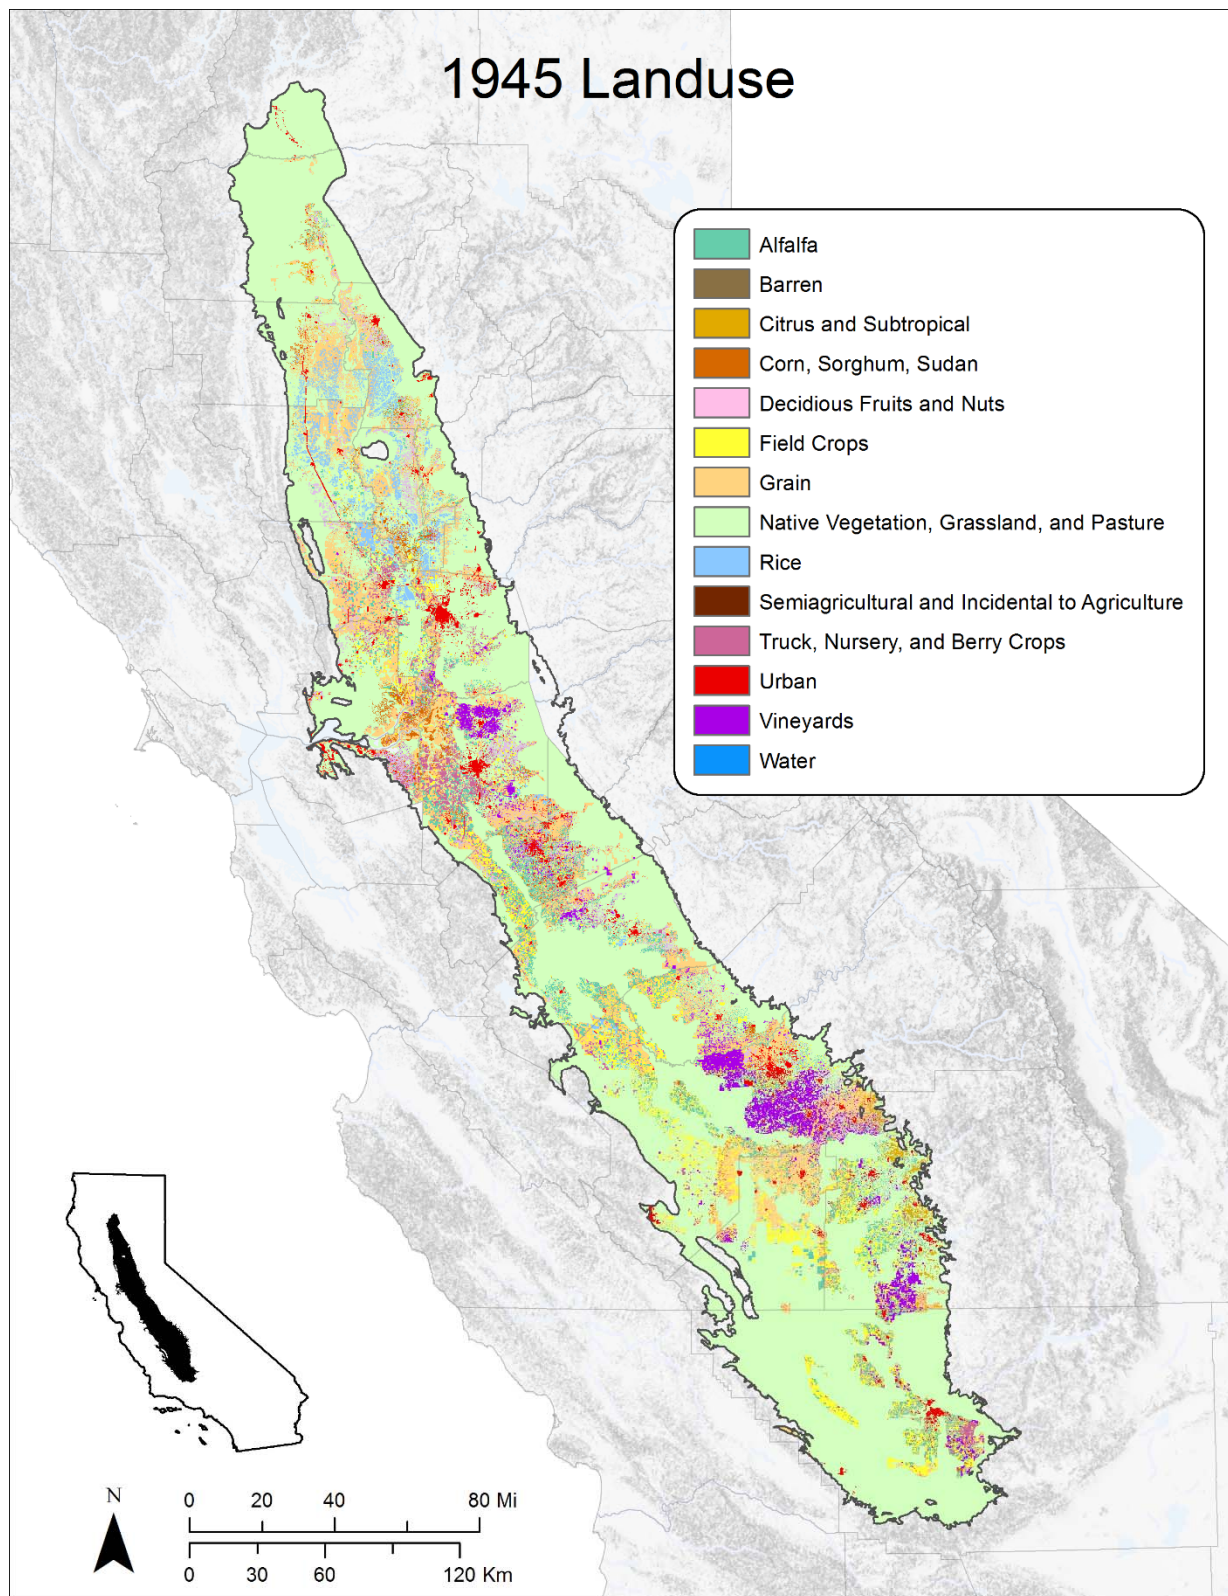 1945 Landuse
Alfalfa
Barren
Citrus and Subtropical
Corn, Sorghum, Sudan
Decidious Fruits and Nuts
Field Crops
Grain
Native Vegetation, Grassland, and Pasture
Rice
Semiagricultural and Incidental to Agriculture
Truck, Nursery, and Berry Crops
Urban
Vineyards
Water
N
0 20 40 80 Mi
0 30 60 120 Km